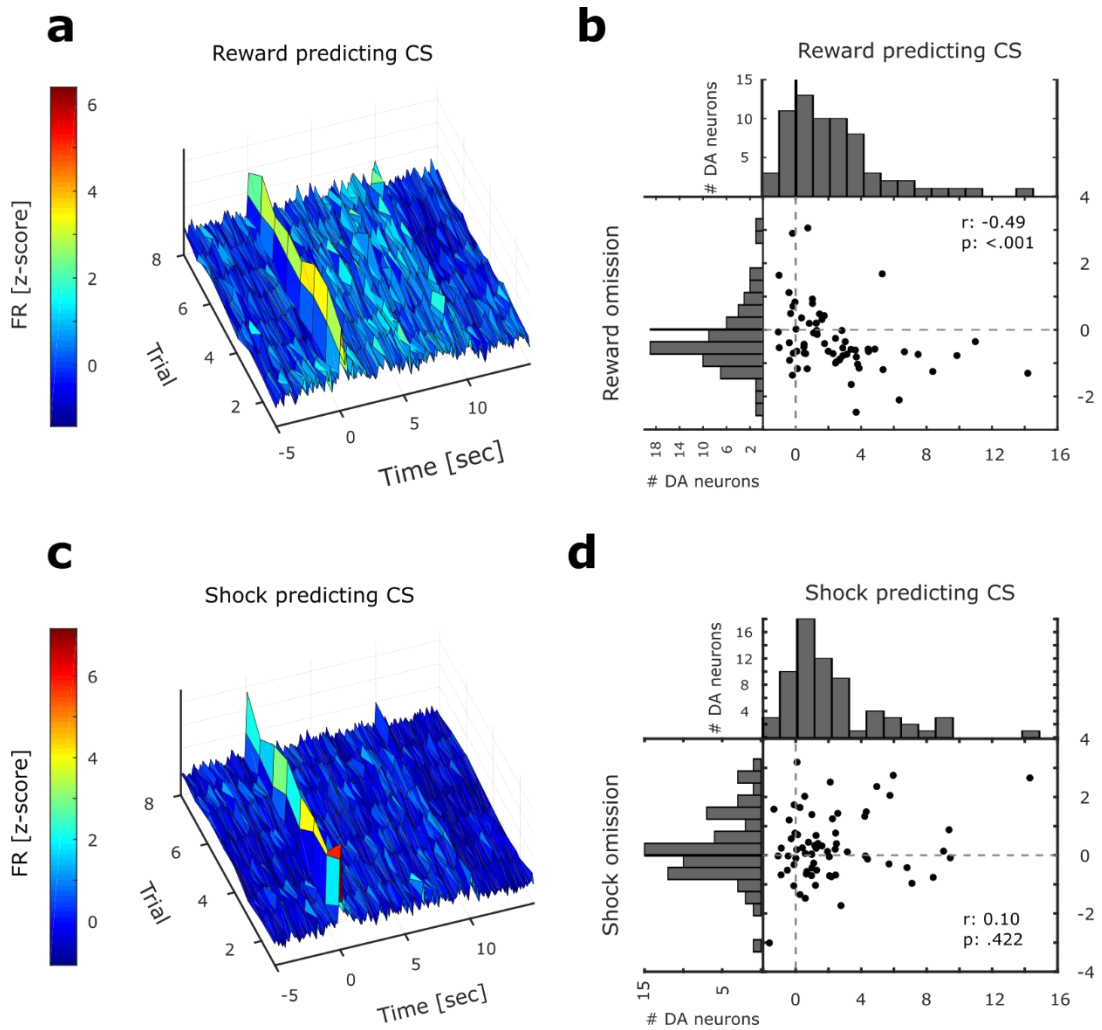 a
Reward predicting CS
FR [z-score]
6
4
2
0
8
6
4
2
Trial
-5
0
5
10
Time [sec]
b
Reward predicting CS
# DA neurons
15
10
5
4
2
0
-2
Reward omission
r: -0.49
p: <.001
18
14
10
6
2
# DA neurons
0
4
8
12
16
c
Shock predicting CS
FR [z-score]
6
4
2
0
8
6
4
2
Trial
-5
0
5
10
Time [sec]
d
Shock predicting CS
# DA neurons
16
12
8
4
4
2
0
-2
-4
Shock omission
r: 0.10
p: .422
15
5
# DA neurons
0
4
8
12
16